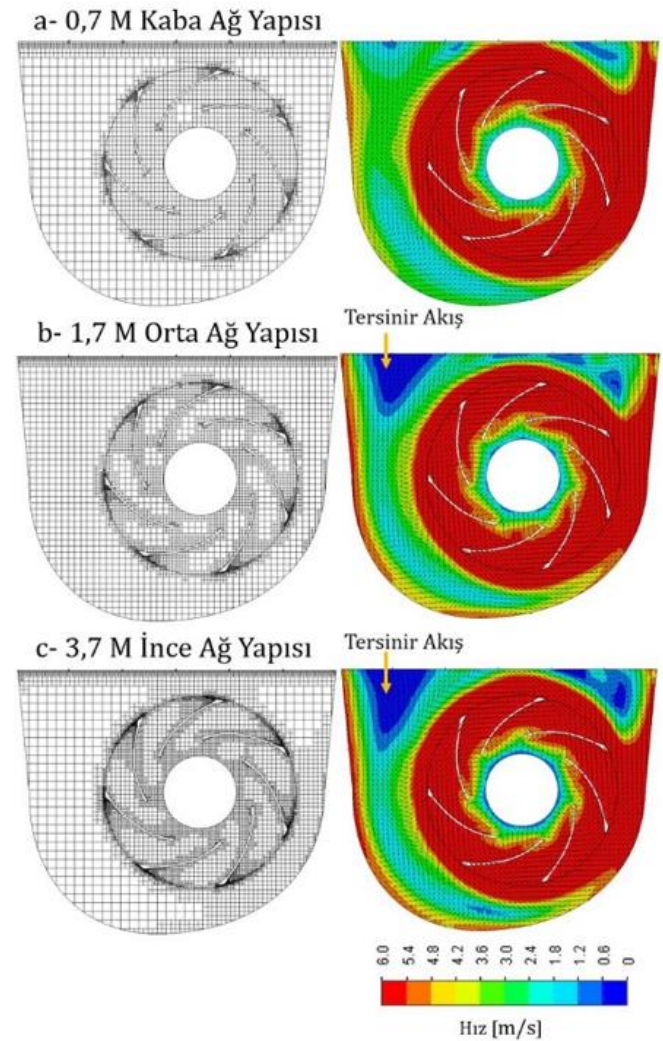 a- 0,7 M Kaba Ağ Yapısı
b- 1,7 M Orta Ağ Yapısı
Tersinir Akış
c- 3,7 M İnce Ağ Yapısı
Tersinir Akış
6.0 5.4 4.8 4.2 3.6 3.0 2.4 1.8 1.2 0.6 0
Hız [m/s]